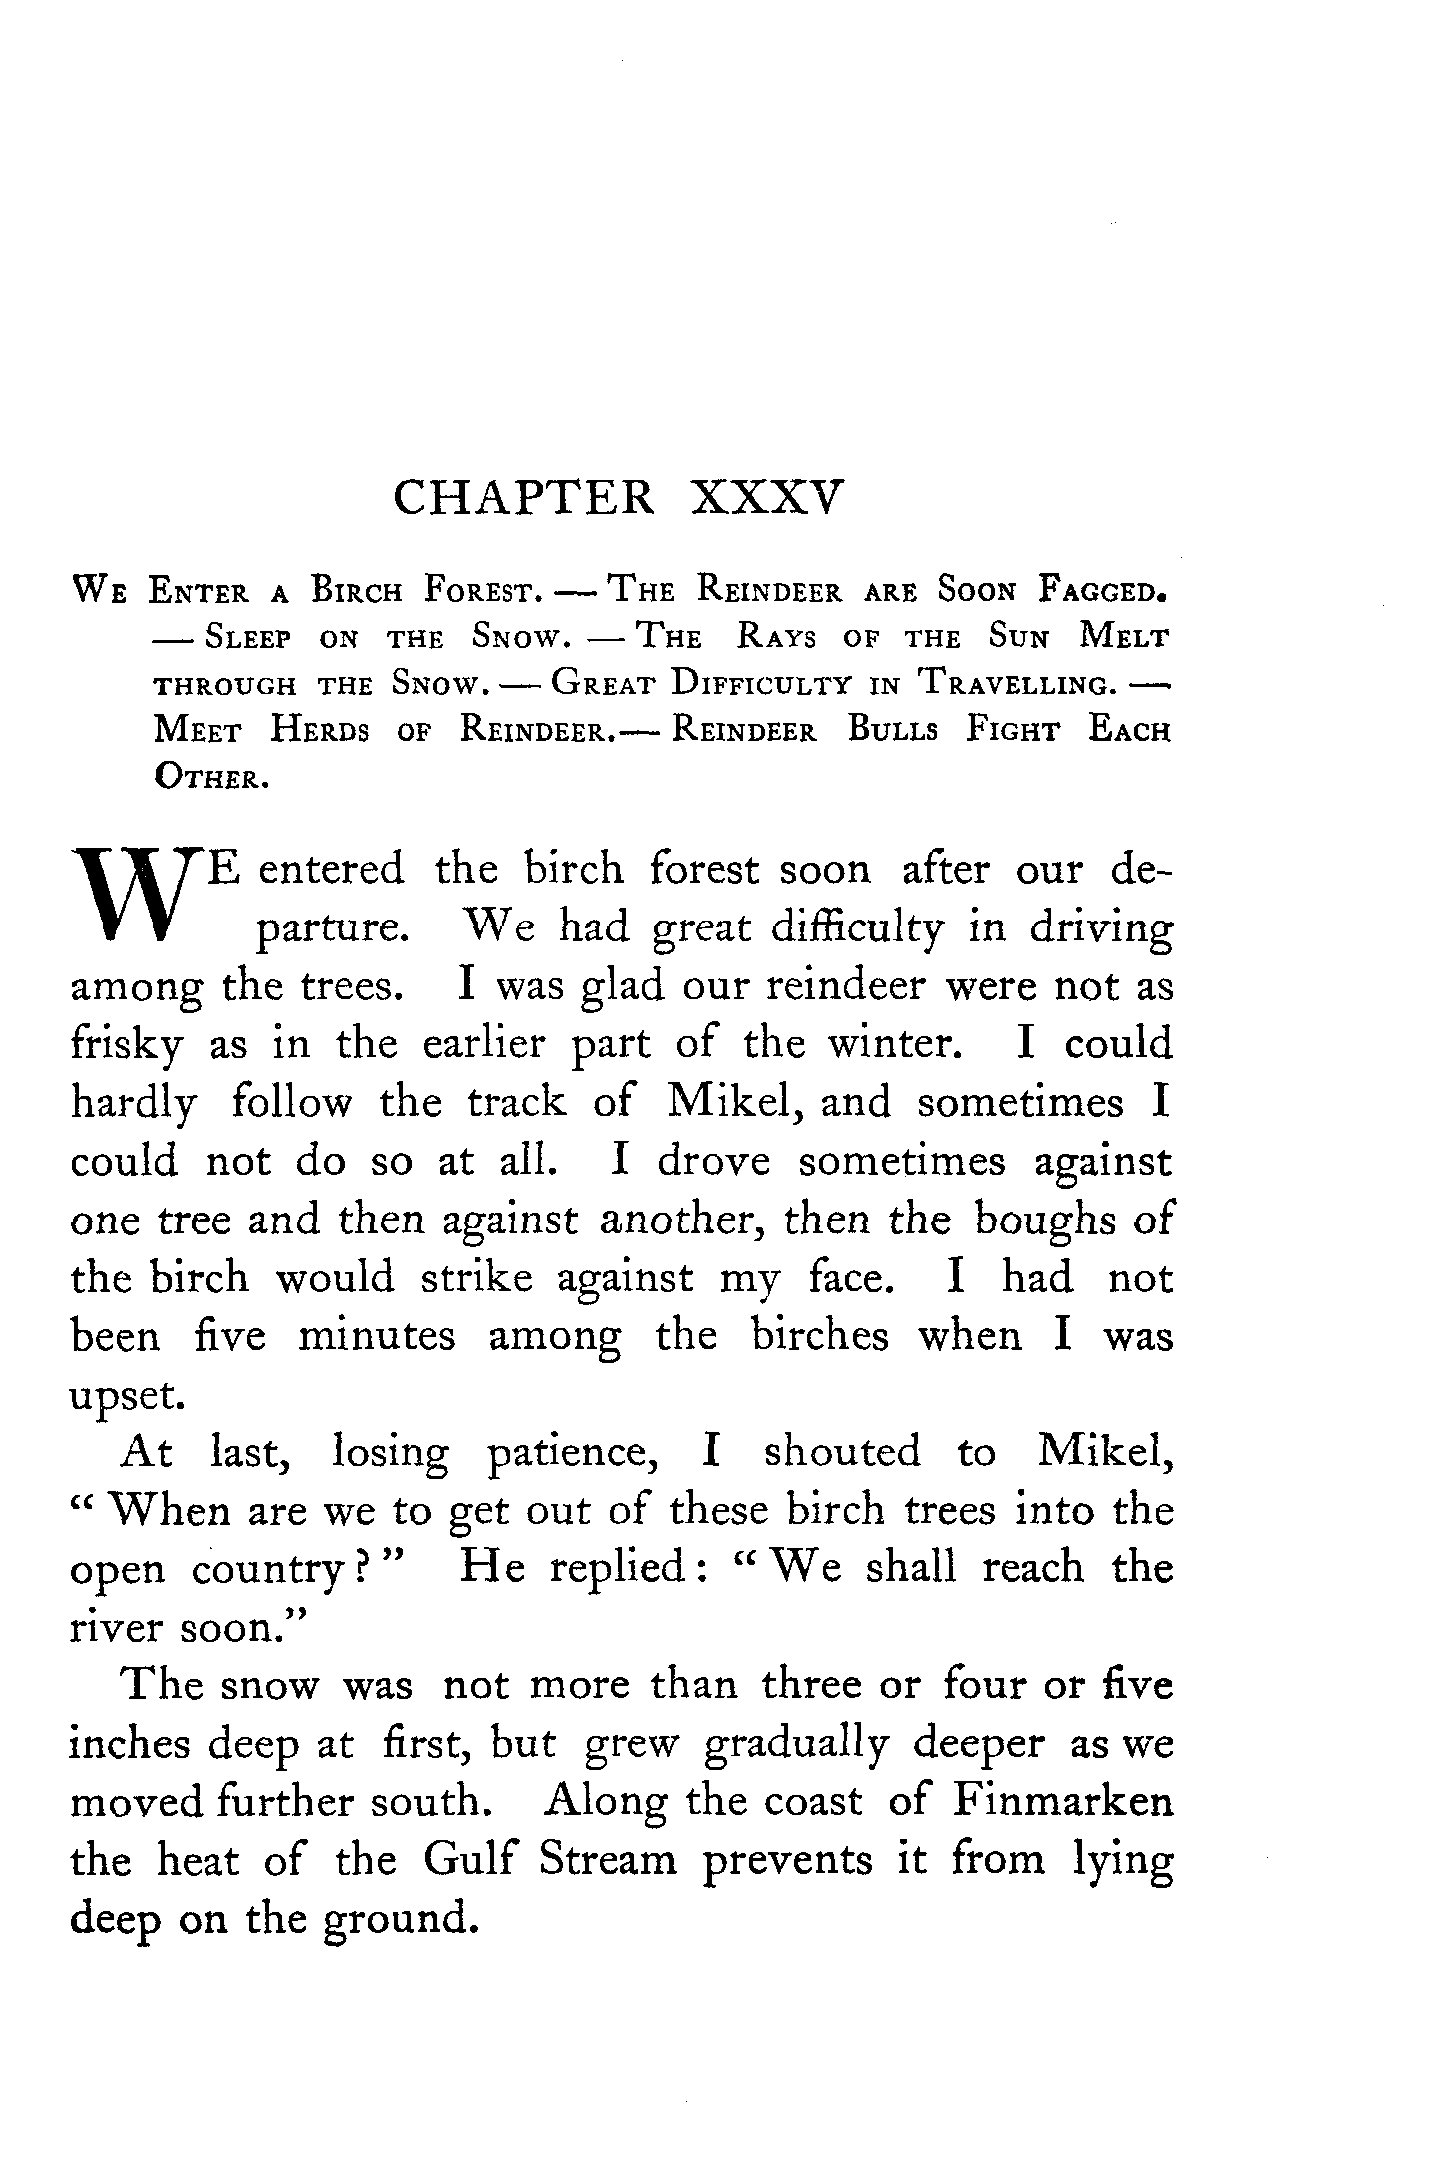 CHAPTER XXXV
We Enter a Birch Forest. — The Reindeer are Soon Fagged.
— Sleep on the Snow. — The Rays of the Sun Melt
through the Snow. — Great Difficulty in Travelling. —
Meet Herds of Reindeer. — Reindeer Bulls Fight Each
Other.
WE entered the birch forest soon after our de-
parture. We had great difficulty in driving
among the trees. I was glad our reindeer were not as
frisky as in the earlier part of the winter. I could
hardly follow the track of Mikel, and sometimes I
could not do so at all. I drove sometimes against
one tree and then against another, then the boughs of
the birch would strike against my face. I had not
been five minutes among the birches when I was
upset.
At last, losing patience, I shouted to Mikel,
“When are we to get out of these birch trees into the
open country?” He replied: “We shall reach the
river soon.”
The snow was not more than three or four or five
inches deep at first, but grew gradually deeper as we
moved further south. Along the coast of Finmarken
the heat of the Gulf Stream prevents it from lying
deep on the ground.